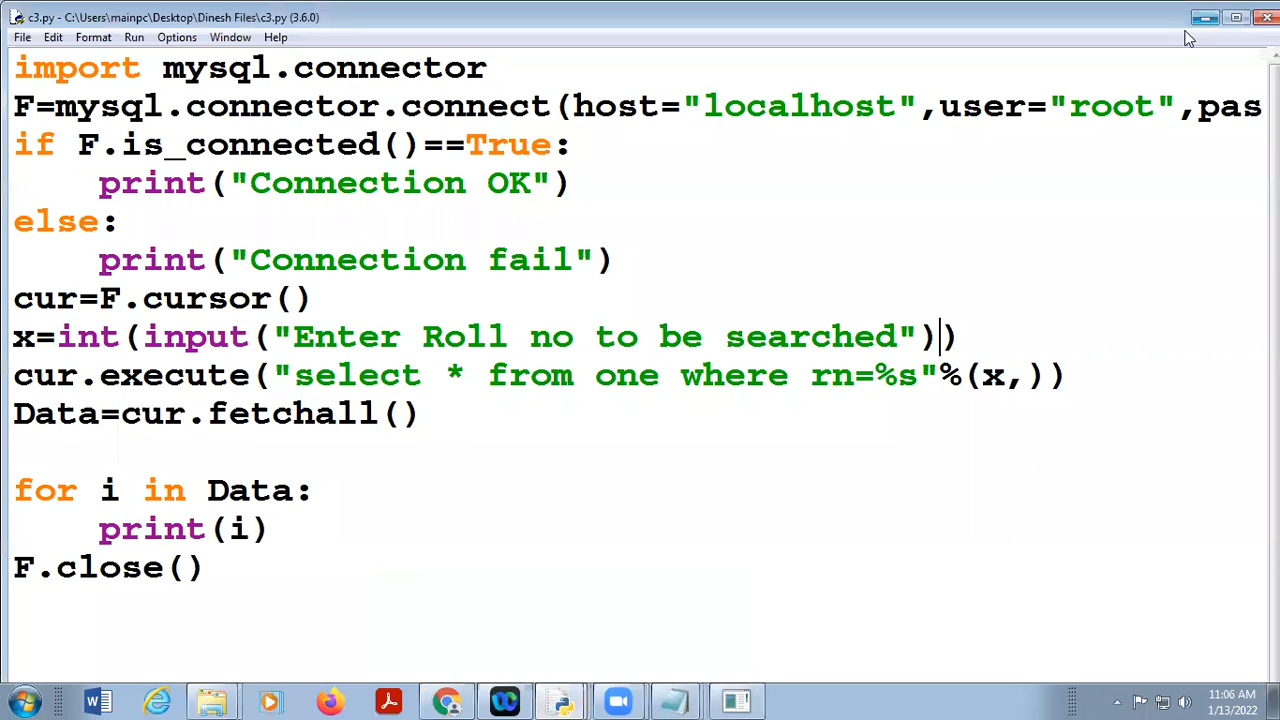 c3.py - C:\Users\mainpc\Desktop\Dinesh Files\c3.py (3.6.0)
File Edit Format Run Options Window Help
import mysql.connector
F=mysql.connector.connect(host="localhost",user="root",pas
if F.is_connected()==True:
    print("Connection OK")
else:
    print("Connection fail")
cur=F.cursor()
x=int(input("Enter Roll no to be searched"))
cur.execute("select * from one where rn=%s"%(x,))
Data=cur.fetchall()
for i in Data:
    print(i)
F.close()
11:06 AM
1/13/2022